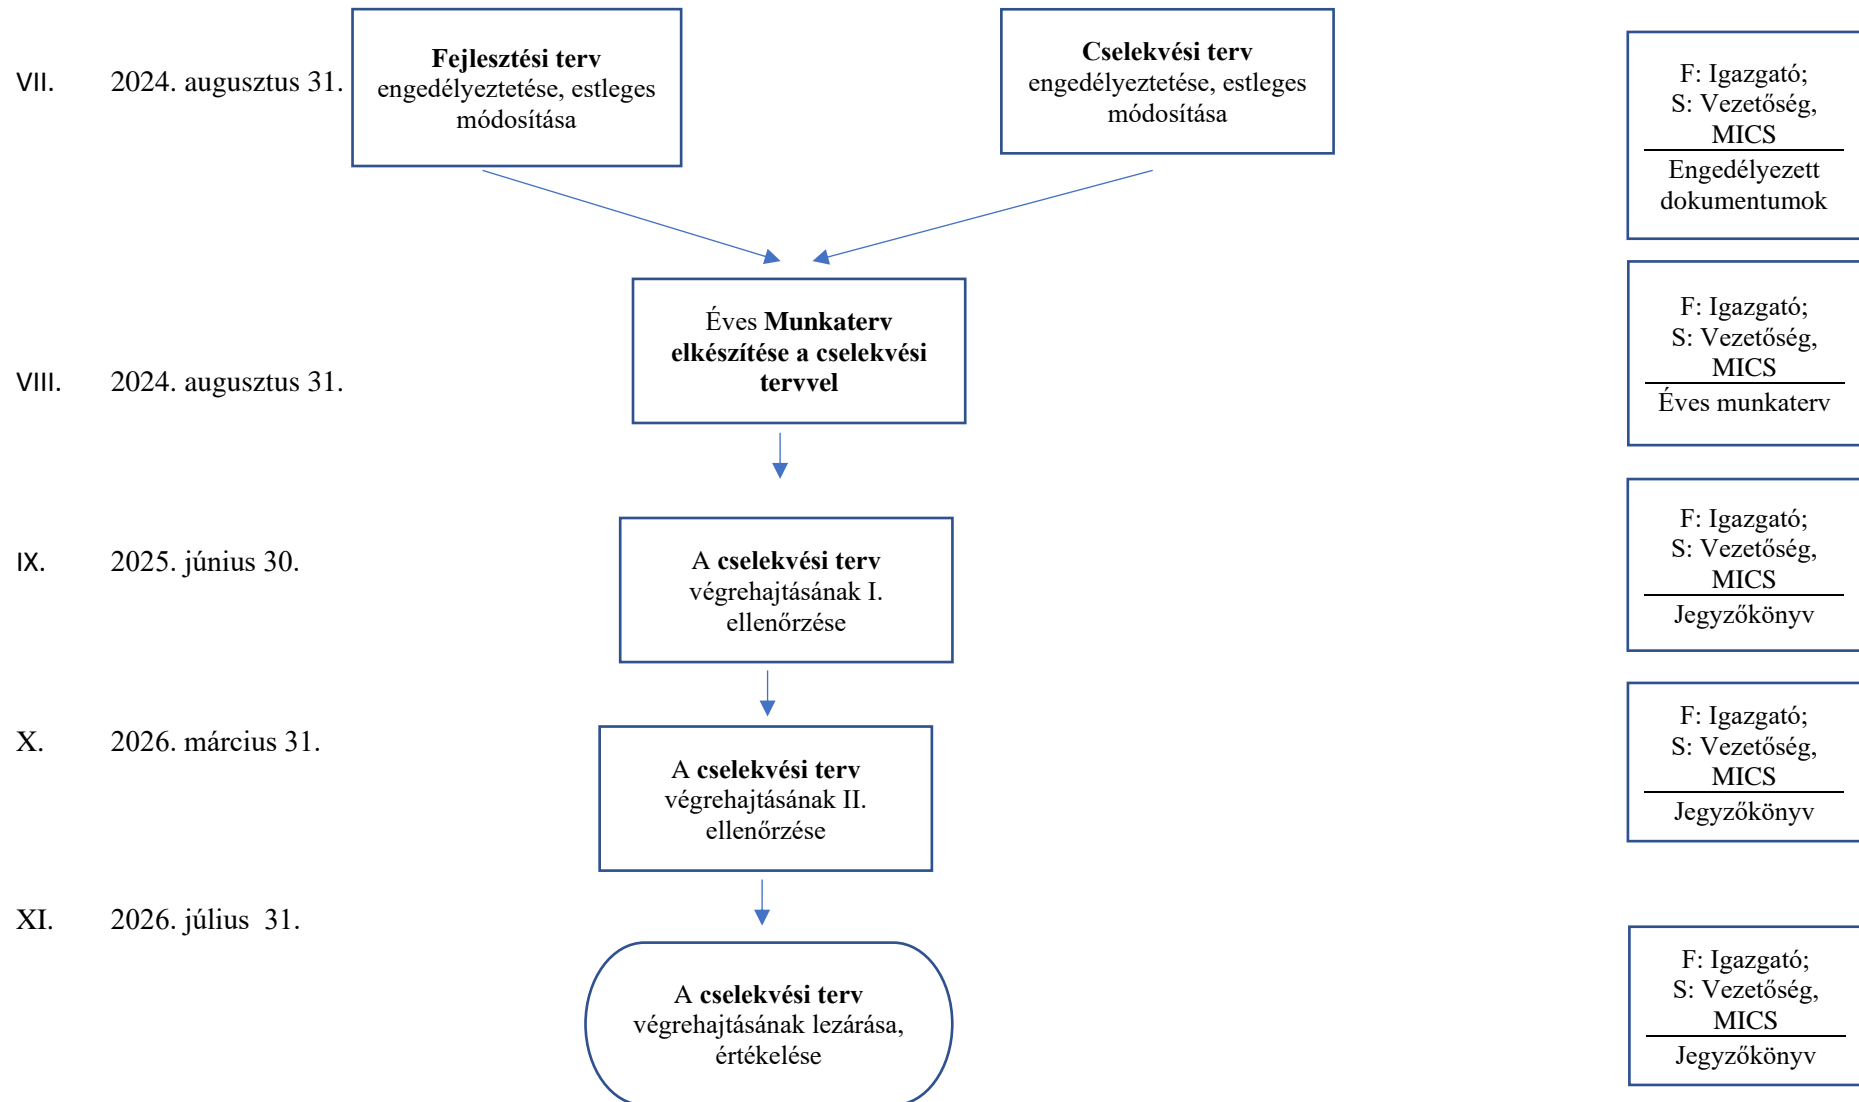 VII.
2024. augusztus 31.
Fejlesztési terv
engedélyeztetése, estleges
módosítása
Cselekvési terv
engedélyeztetése, estleges
módosítása
F: Igazgató;
S: Vezetőség,
MICS
Engedélyezett
dokumentumok
VIII.
2024. augusztus 31.
Éves Munkaterv
elkészítése a cselekvési
tervvel
F: Igazgató;
S: Vezetőség,
MICS
Éves munkaterv
IX.
2025. június 30.
A cselekvési terv
végrehajtásának I.
ellenőrzése
F: Igazgató;
S: Vezetőség,
MICS
Jegyzőkönyv
X.
2026. március 31.
A cselekvési terv
végrehajtásának II.
ellenőrzése
F: Igazgató;
S: Vezetőség,
MICS
Jegyzőkönyv
XI.
2026. július  31.
A cselekvési terv
végrehajtásának lezárása,
értékelése
F: Igazgató;
S: Vezetőség,
MICS
Jegyzőkönyv